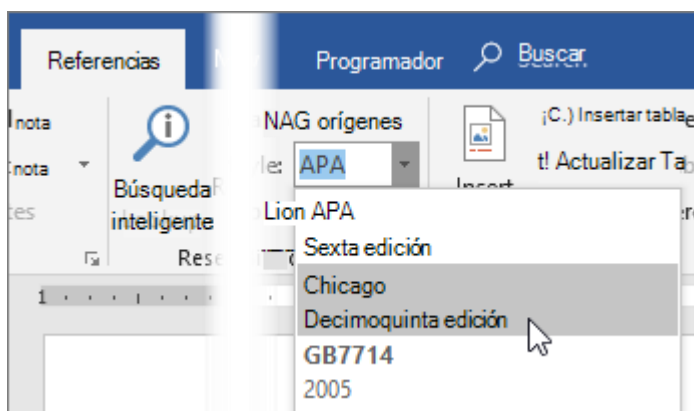 Referencias
Programador
Buscar
nota
NAG orígenes
¡C.) Insertar tabla
nota
APA
t! Actualizar Ta
Búsqueda
inteligente
Lion APA
Sexta edición
Chicago
Decimoquinta edición
GB7714
2005
1